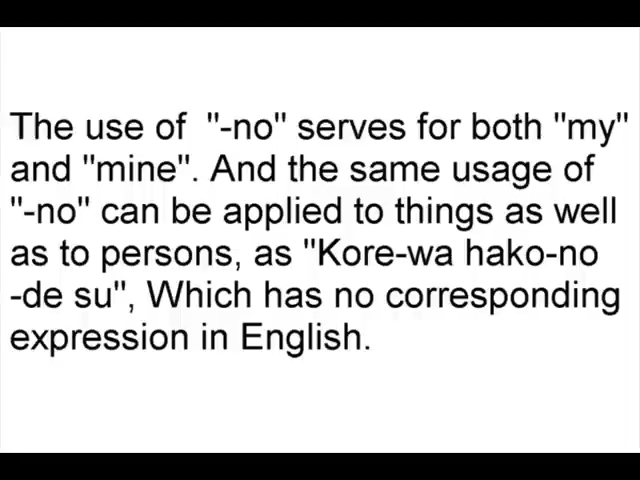 The use of  "-no" serves for both "my"
and "mine". And the same usage of
"-no" can be applied to things as well
as to persons, as "Kore-wa hako-no
-de su", Which has no corresponding
expression in English.